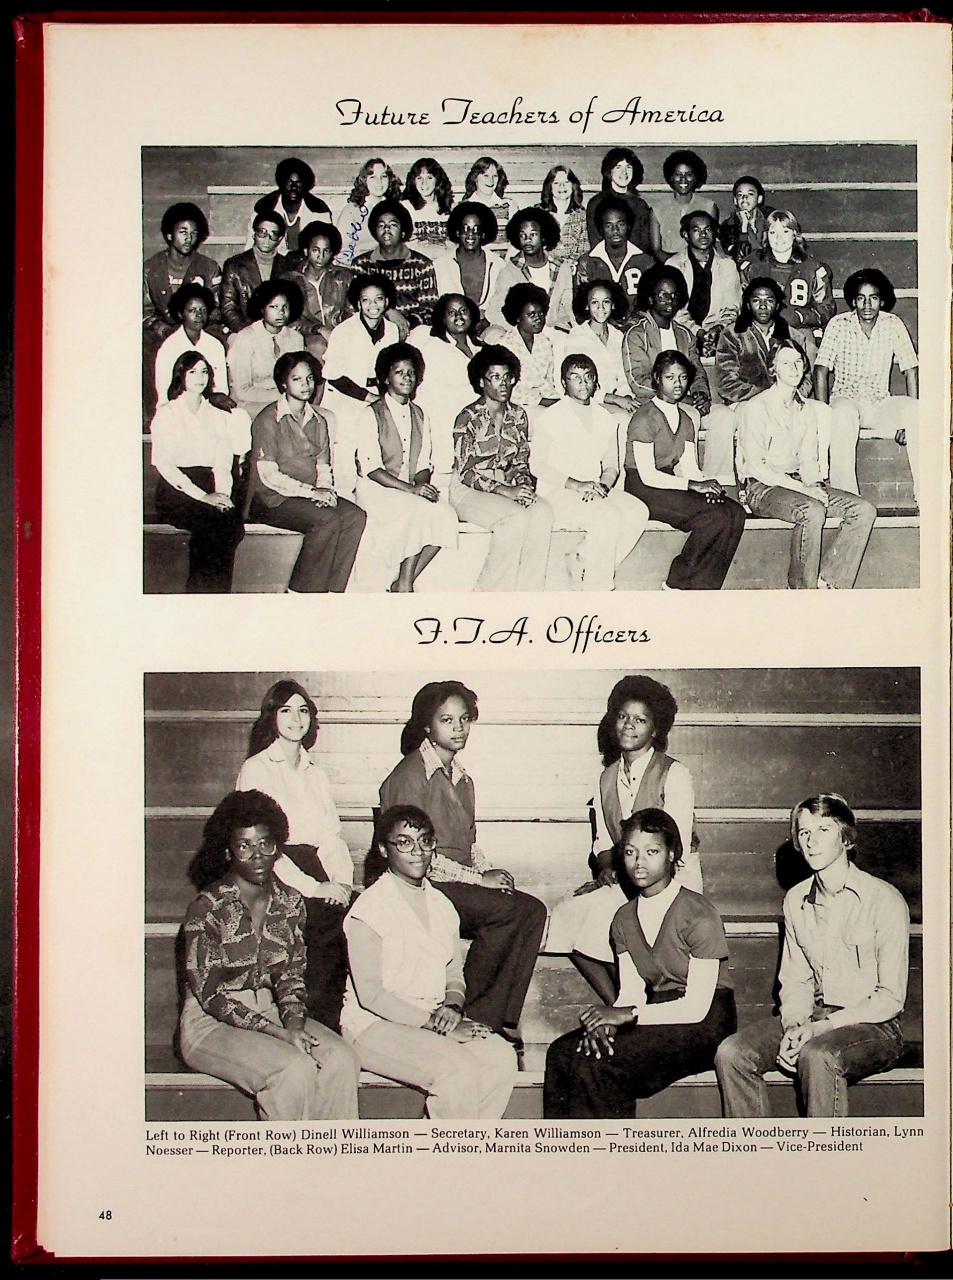 Future Teachers of America
B
B
F.T.A. Officers
Left to Right (Front Row) Dinell Williamson — Secretary, Karen Williamson — Treasurer, Alfredia Woodberry — Historian, Lynn
Noesser — Reporter, (Back Row) Elisa Martin — Advisor, Marnita Snowden — President, Ida Mae Dixon — Vice-President
48